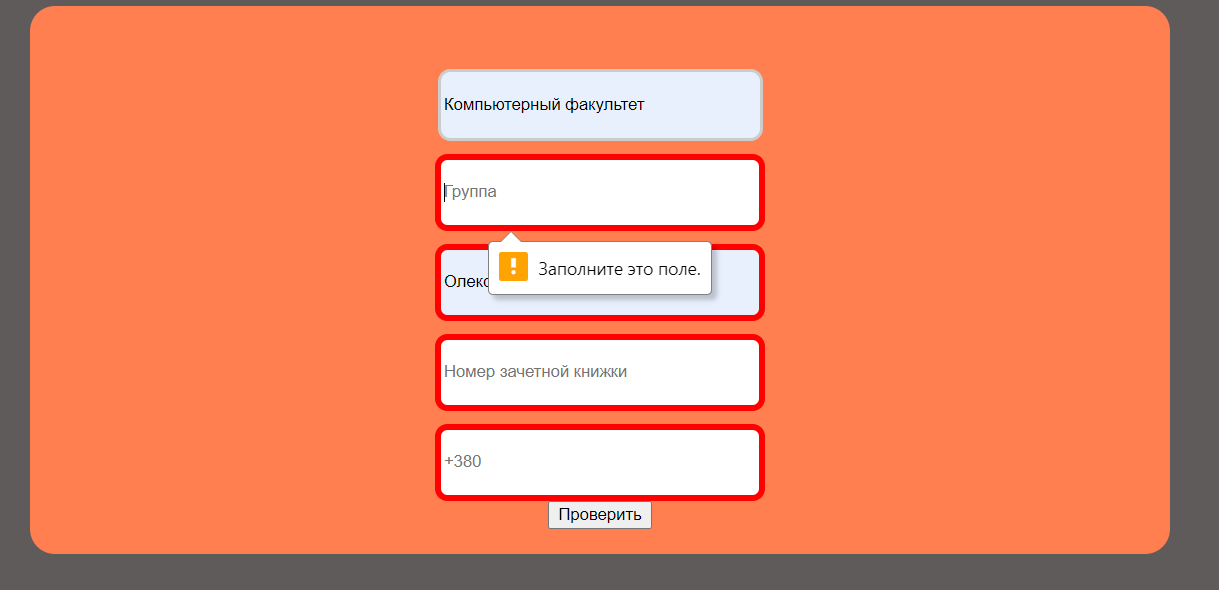 Компьютерный факультет
Группа
Заполните это поле.
Номер зачетной книжки
+380
Проверить